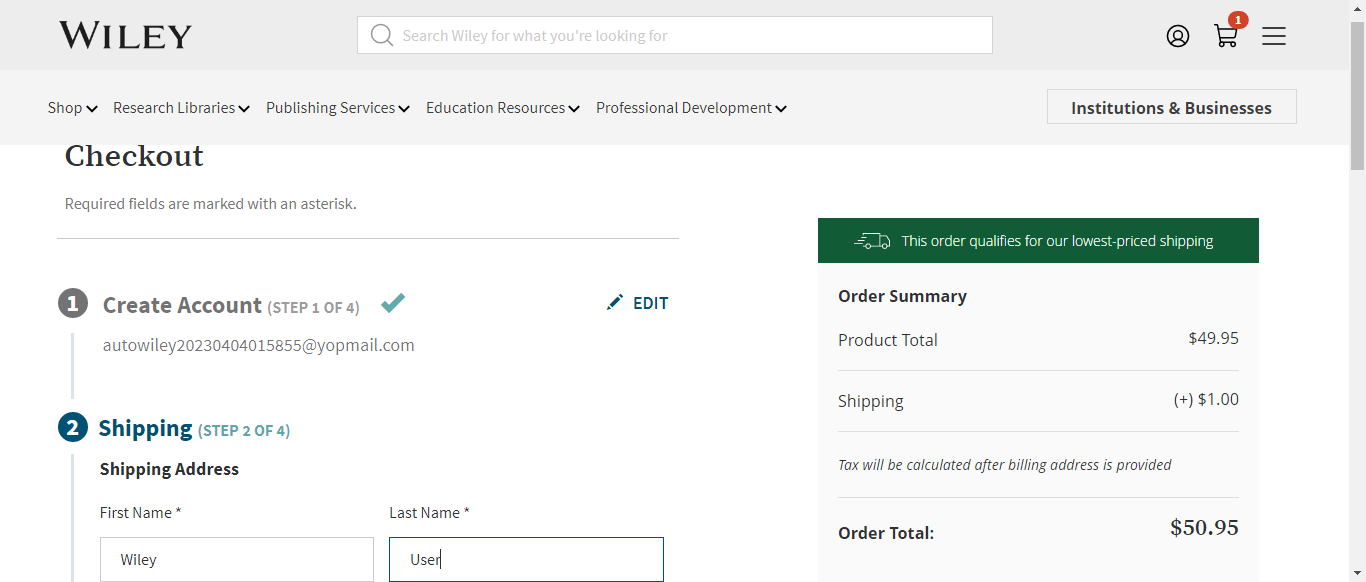 WILEY
Search Wiley for what you're looking for
1
Shop Research Libraries Publishing Services Education Resources Professional Development
Institutions & Businesses
Checkout
Required fields are marked with an asterisk.
1 Create Account (STEP 1 OF 4)
EDIT
autowiley20230404015855@yopmail.com
2 Shipping (STEP 2 OF 4)
Shipping Address
First Name * Last Name *
Wiley User
This order qualifies for our lowest-priced shipping
Order Summary
Product Total $49.95
Shipping (+) $1.00
Tax will be calculated after billing address is provided
Order Total: $50.95